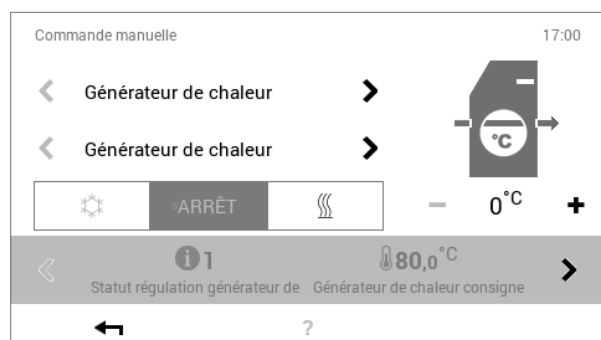 Commande manuelle 17:00
Générateur de chaleur
°C
Générateur de chaleur
ARRÊT
− 0°C +
1 80,0°C
Statut régulation générateur de Générateur de chaleur consigne
?